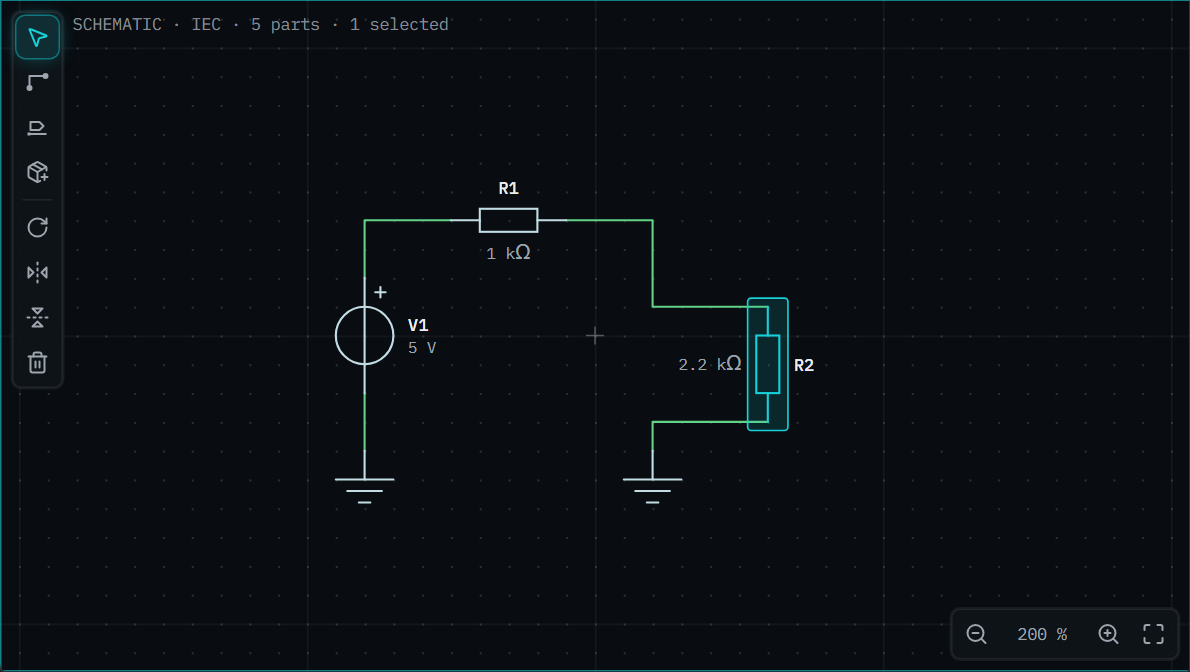 SCHEMATIC · IEC · 5 parts · 1 selected
R1
1 kΩ
+
V1
5 V
2.2 kΩ R2
200 %